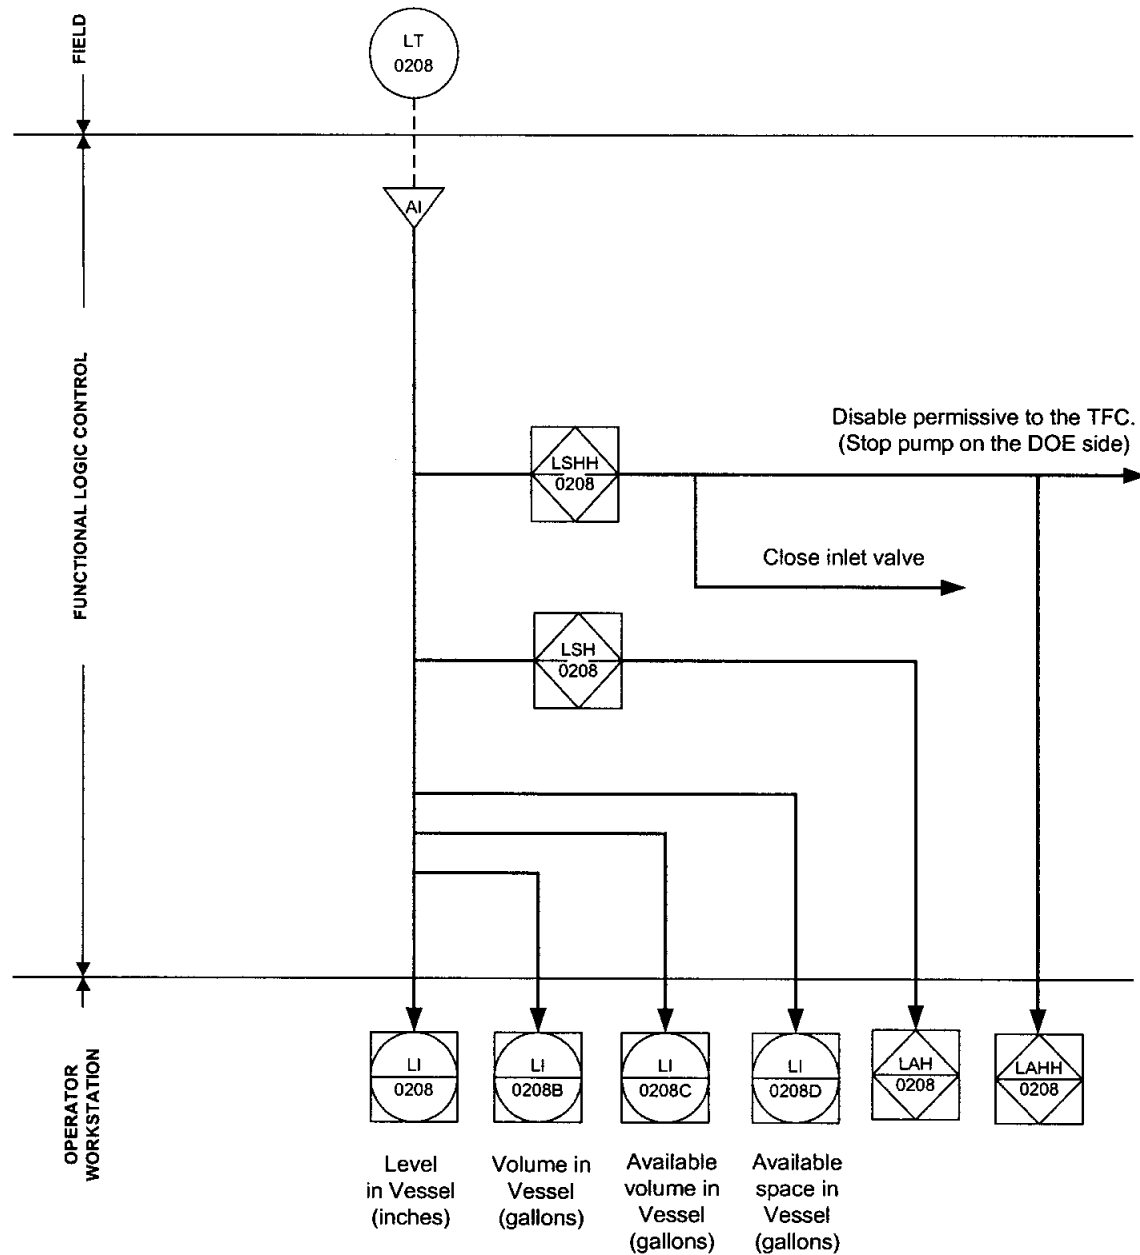 FIELD
LT
0208
AI
FUNCTIONAL LOGIC CONTROL
Disable permissive to the TFC.
(Stop pump on the DOE side)
LSHH
0208
Close inlet valve
LSH
0208
OPERATOR
WORKSTATION
LI
0208
LI
0208B
LI
0208C
LI
0208D
LAH
0208
LAHH
0208
Level
in Vessel
(inches)
Volume in
Vessel
(gallons)
Available
volume in
Vessel
(gallons)
Available
space in
Vessel
(gallons)